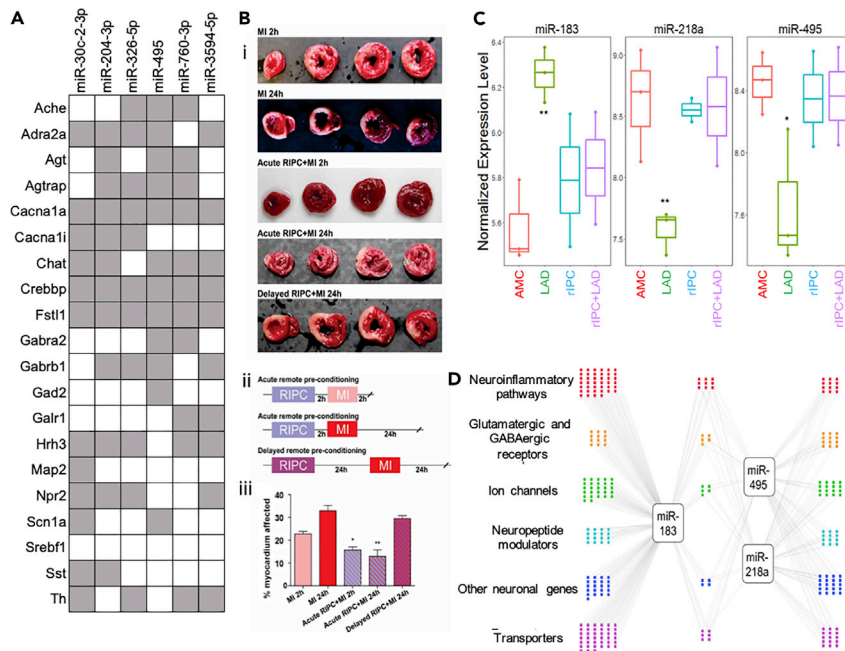 A
miR-30c-2-3p
miR-204-3p
miR-326-5p
miR-495
miR-760-3p
miR-3594-5p
Ache
Adra2a
Agt
Agtrap
Cacna1a
Cacna1i
Chat
Crebbp
Fstl1
Gabra2
Gabrb1
Gad2
Galr1
Hrh3
Map2
Npr2
Scn1a
Srebf1
Sst
Th
B
i
MI 2h
MI 24h
Acute RIPC+MI 2h
Acute RIPC+MI 24h
Delayed RIPC+MI 24h
ii
Acute remote pre-conditioning
RIPC 2h MI 2h
Acute remote pre-conditioning
RIPC 2h MI 24h
Delayed remote pre-conditioning
RIPC 24h MI 24h
iii
% myocardium affected
40
30
20
10
0
* **
MI 2h
MI 24h
Acute RIPC+MI 2h
Acute RIPC+MI 24h
Delayed RIPC+MI 24h
C
Normalized Expression Level
miR-183
6.4
6.2
6.0
5.8
5.6
**
AMC
LAD
rIPC
rIPC+LAD
miR-218a
9.0
8.5
8.0
7.5
**
AMC
LAD
rIPC
rIPC+LAD
miR-495
8.4
8.0
7.6
*
AMC
LAD
rIPC
rIPC+LAD
D
Neuroinflammatory
pathways
Glutamatergic and
GABAergic
receptors
Ion channels
Neuropeptide
modulators
Other neuronal genes
Transporters
miR-
183
miR-
495
miR-
218a